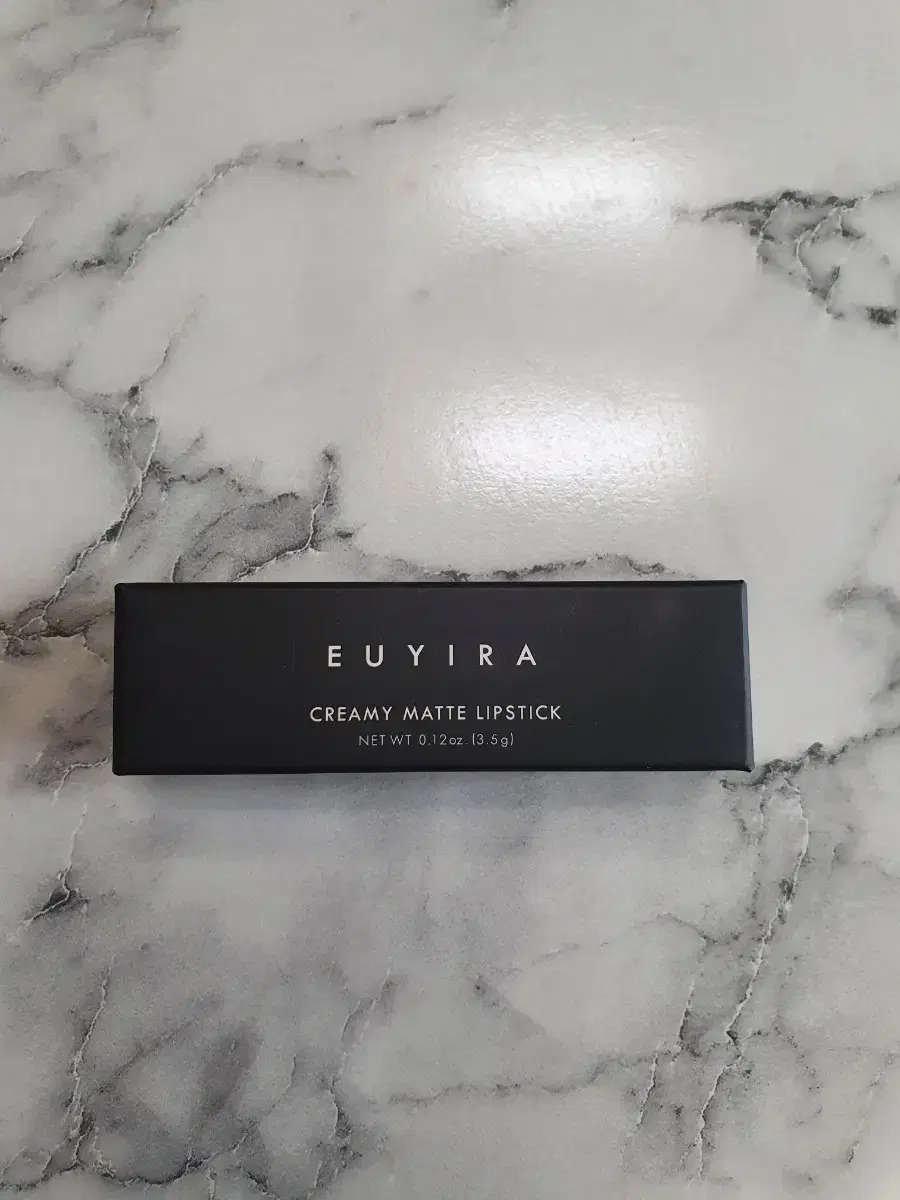 EUYIRA
CREAMY MATTE LIPSTICK
NET WT 0.12oz. (3.5g)